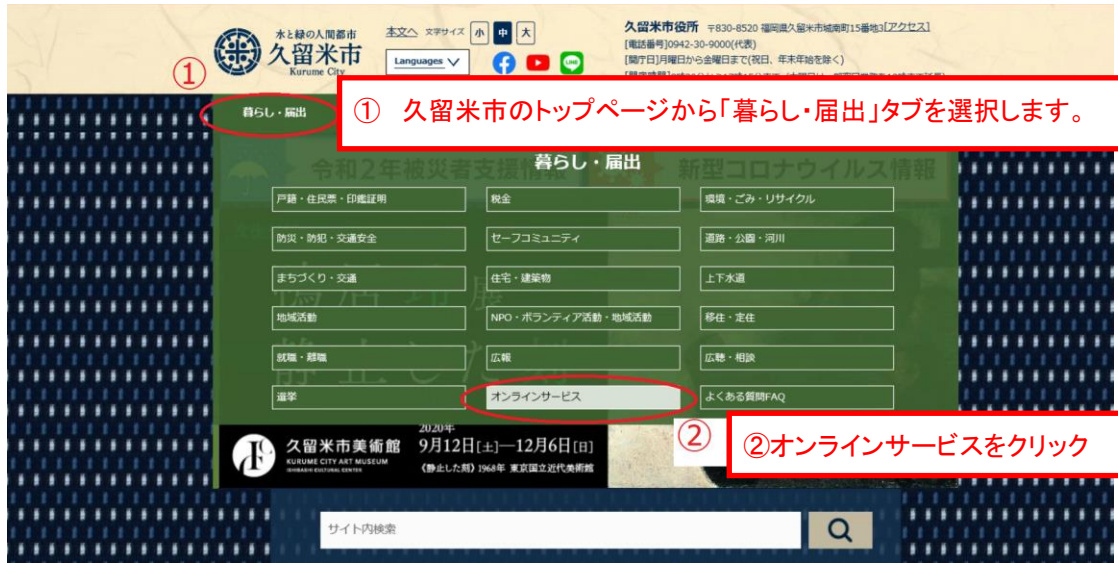 水と緑の人間都市
久留米市
Kurume City
本文へ 文字サイズ 小 中 大
Languages
久留米市役所 〒830-8520 福岡県久留米市城南町15番地3[アクセス]
[電話番号]0942-30-9000(代表)
[開庁日]月曜日から金曜日まで(祝日、年末年始を除く)
①
暮らし・届出
① 久留米市のトップページから「暮らし・届出」タブを選択します。
令和2年被災者支援情報
新型コロナウイルス情報
暮らし・届出
戸籍・住民票・印鑑証明 税金 環境・ごみ・リサイクル
防災・防犯・交通安全 セーフコミュニティ 道路・公園・河川
まちづくり・交通 住宅・建築物 上下水道
地域活動 NPO・ボランティア活動・地域活動 移住・定住
就職・離職 広報 広聴・相談
選挙 オンラインサービス よくある質問FAQ
静止した刻
②
②オンラインサービスをクリック
久留米市美術館
KURUME CITY ART MUSEUM
ISHIBASHI CULTURAL CENTER
2020年
9月12日[土]―12月6日[日]
《静止した刻》1968年 東京国立近代美術館
サイト内検索